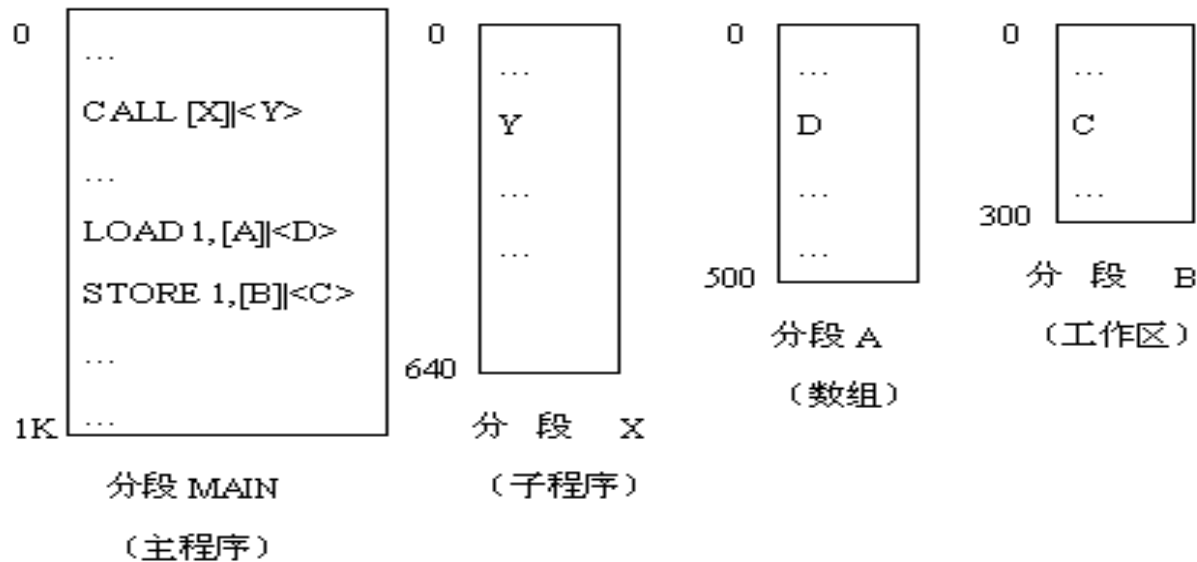 0
…
CALL [X]|<Y>
…
LOAD 1,[A]|<D>
STORE 1,[B]|<C>
…
1K
…
分段 MAIN
（主程序）
0
…
Y
…
…
640
分 段 X
（子程序）
0
…
D
…
…
500
分段 A
（数组）
0
…
C
…
300
分 段 B
（工作区）